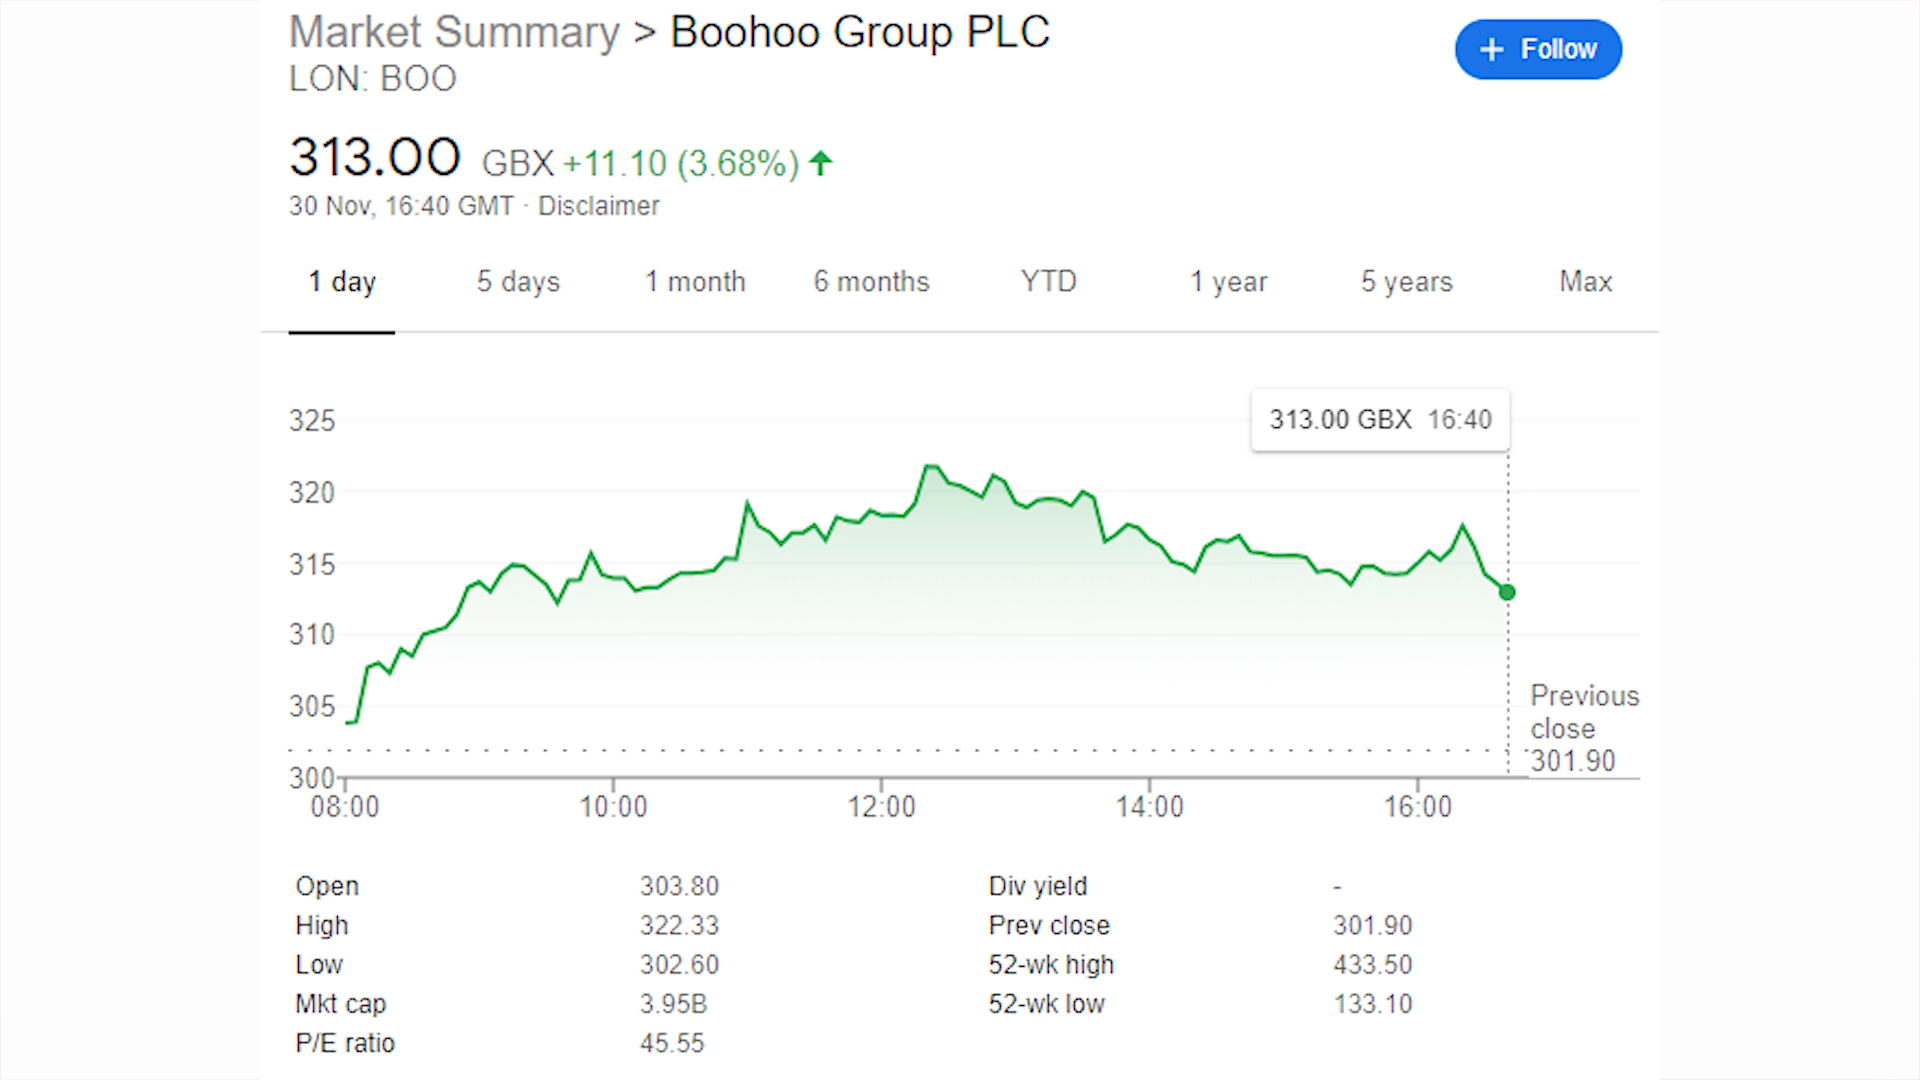 Market Summary > Boohoo Group PLC
LON: BOO
+ Follow
313.00 GBX +11.10 (3.68%)
30 Nov, 16:40 GMT · Disclaimer
1 day 5 days 1 month 6 months YTD 1 year 5 years Max
313.00 GBX 16:40
325
320
315
310
305
300
Previous
close
301.90
08:00 10:00 12:00 14:00 16:00
Open 303.80 Div yield -
High 322.33 Prev close 301.90
Low 302.60 52-wk high 433.50
Mkt cap 3.95B 52-wk low 133.10
P/E ratio 45.55